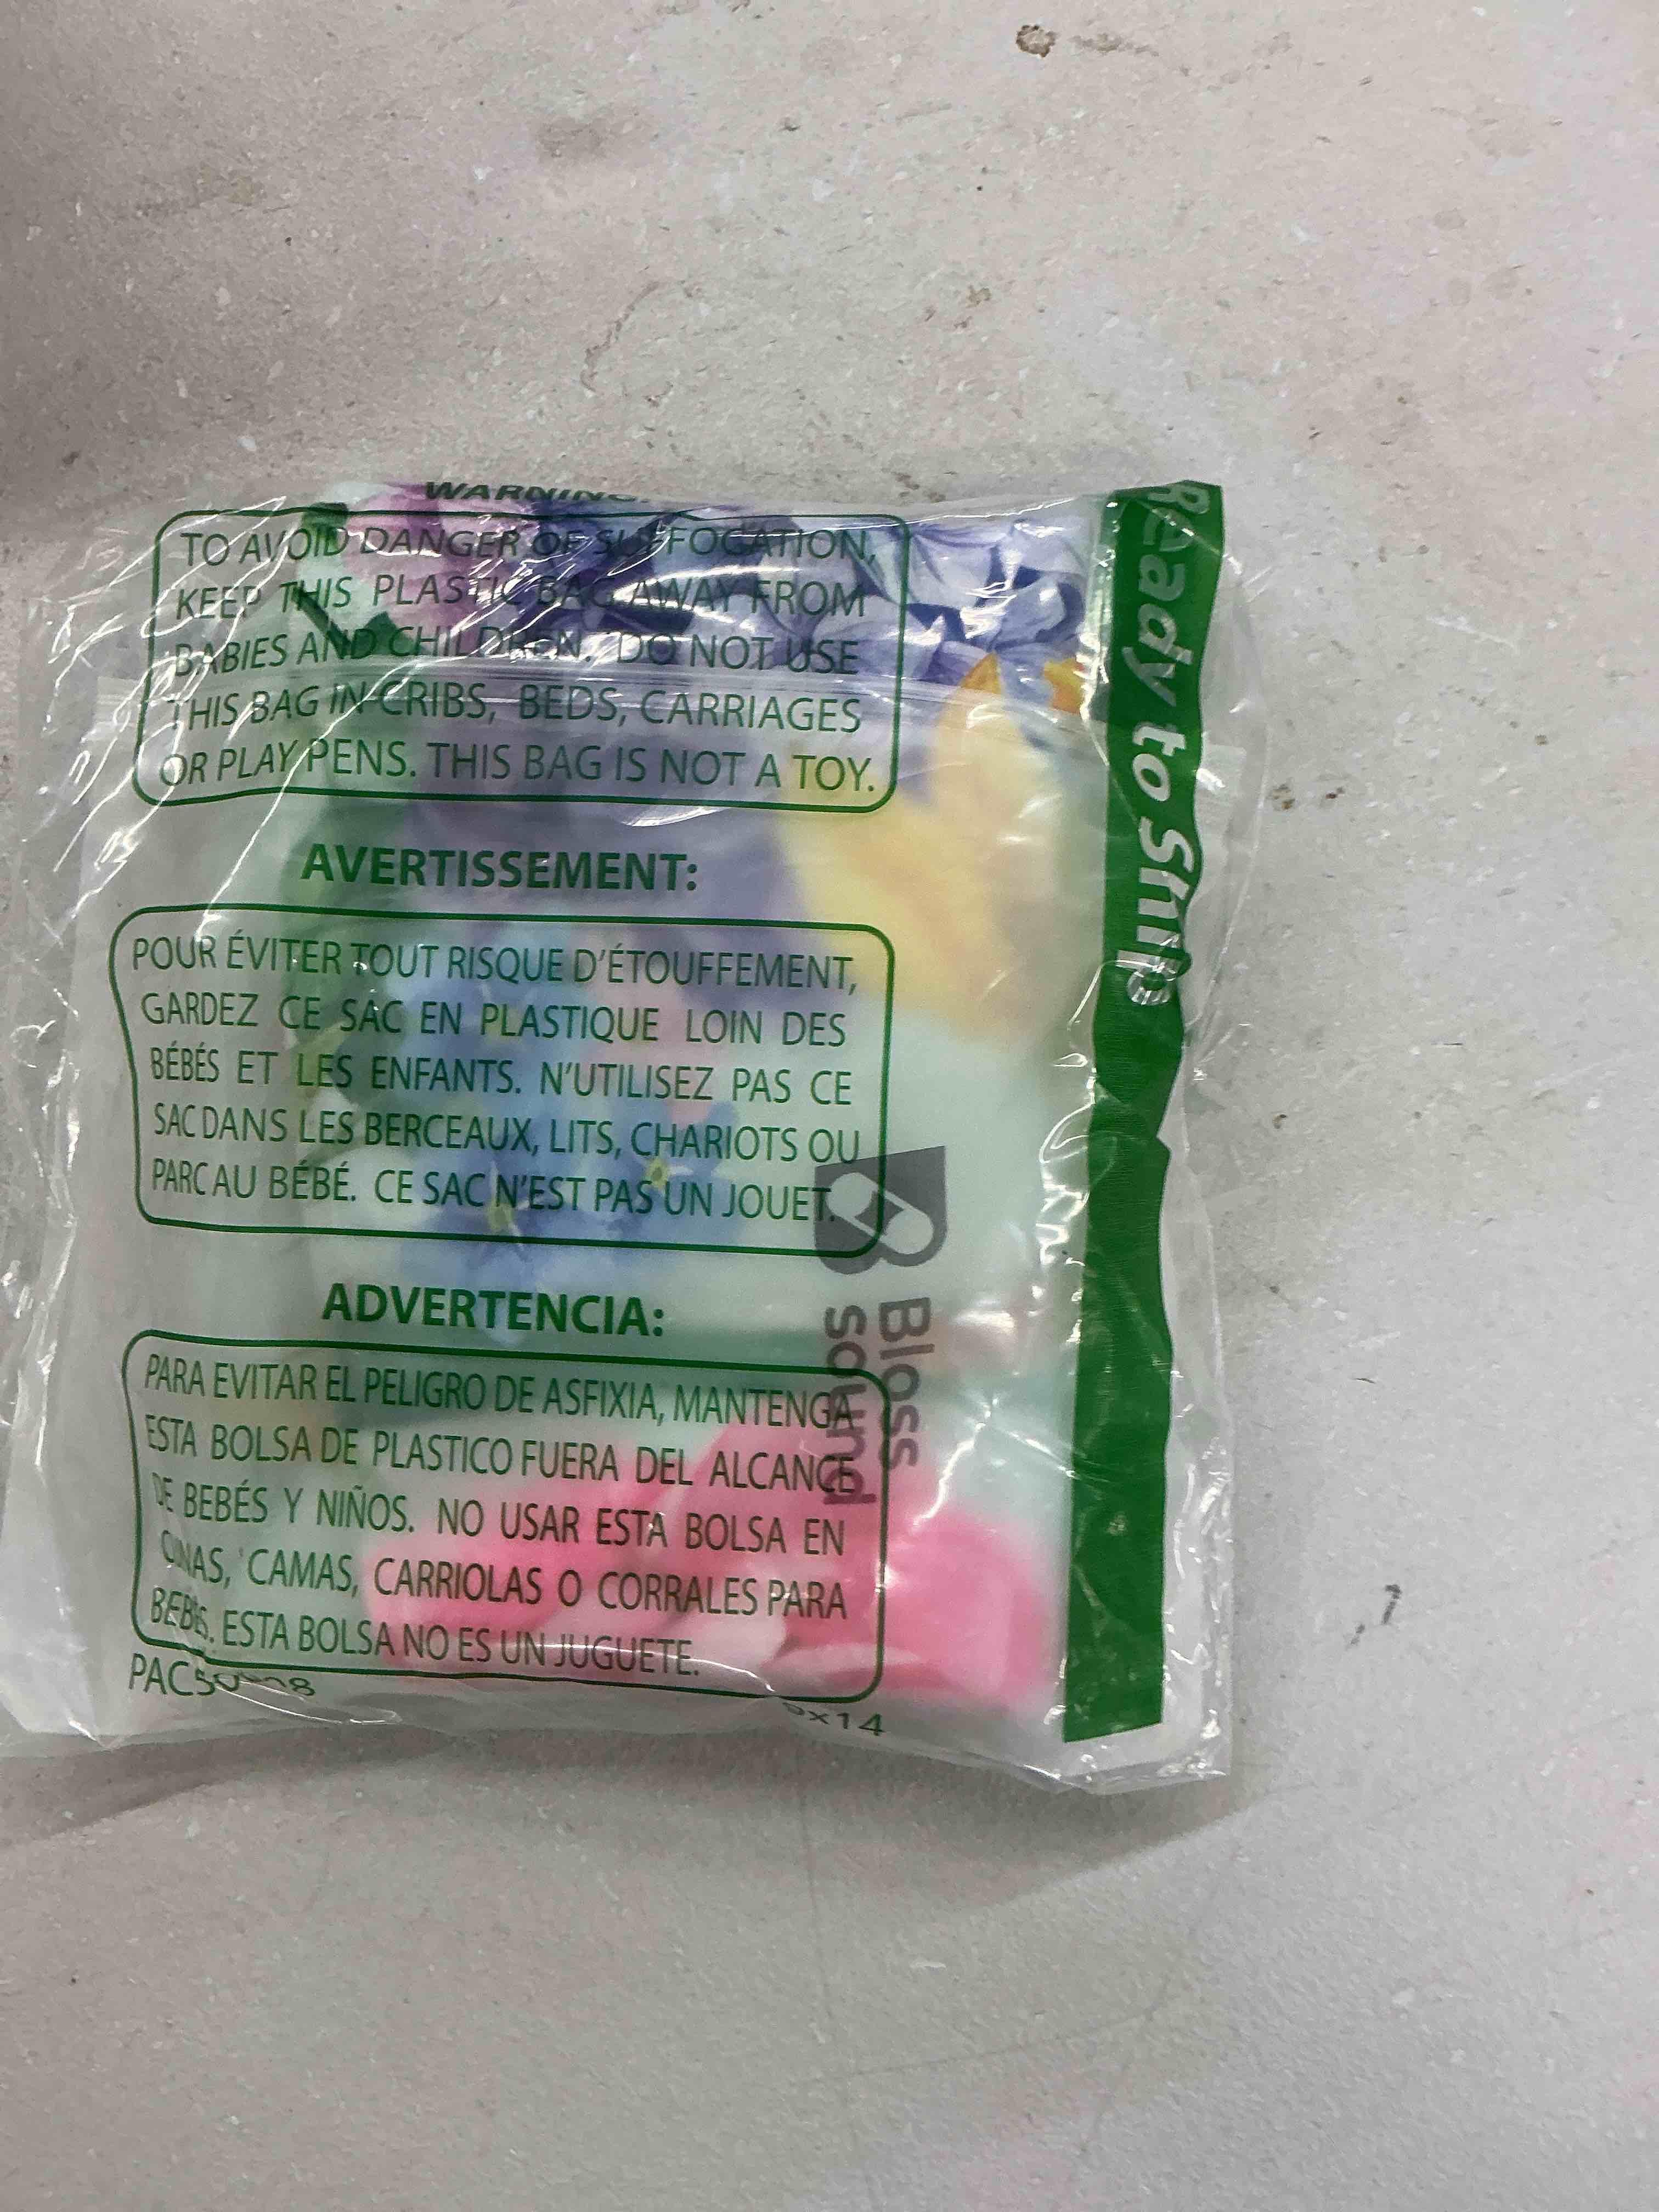 WARNING:
TO AVOID DANGER OF SUFFOCATION,
KEEP THIS PLASTIC BAG AWAY FROM
BABIES AND CHILDREN. DO NOT USE
THIS BAG IN CRIBS, BEDS, CARRIAGES
OR PLAY PENS. THIS BAG IS NOT A TOY.
AVERTISSEMENT:
POUR ÉVITER TOUT RISQUE D'ÉTOUFFEMENT,
GARDEZ CE SAC EN PLASTIQUE LOIN DES
BÉBÉS ET LES ENFANTS. N'UTILISEZ PAS CE
SAC DANS LES BERCEAUX, LITS, CHARIOTS OU
PARC AU BÉBÉ. CE SAC N'EST PAS UN JOUET.
ADVERTENCIA:
PARA EVITAR EL PELIGRO DE ASFIXIA, MANTENGA
ESTA BOLSA DE PLASTICO FUERA DEL ALCANCE
DE BEBÉS Y NIÑOS. NO USAR ESTA BOLSA EN
CUNAS, CAMAS, CARRIOLAS O CORRALES PARA
BEBÉS. ESTA BOLSA NO ES UN JUGUETE.
Ready to Ship
Bloss
sound